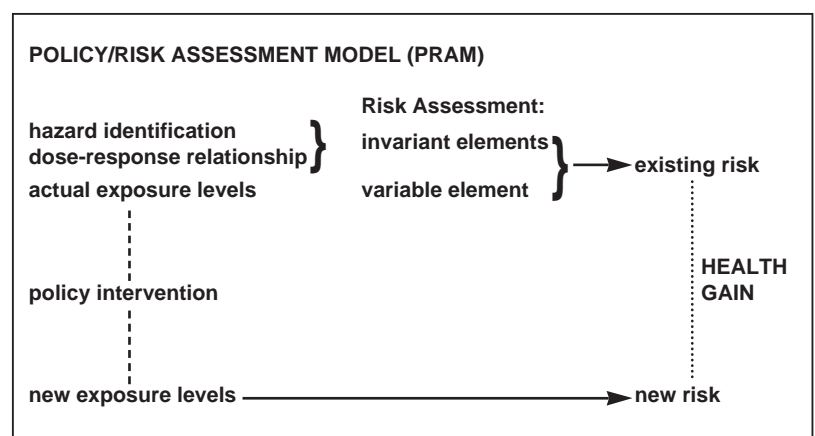 POLICY/RISK ASSESSMENT MODEL (PRAM)
Risk Assessment:
hazard identification
dose-response relationship
invariant elements
actual exposure levels
variable element
existing risk
policy intervention
HEALTH
GAIN
new exposure levels
new risk